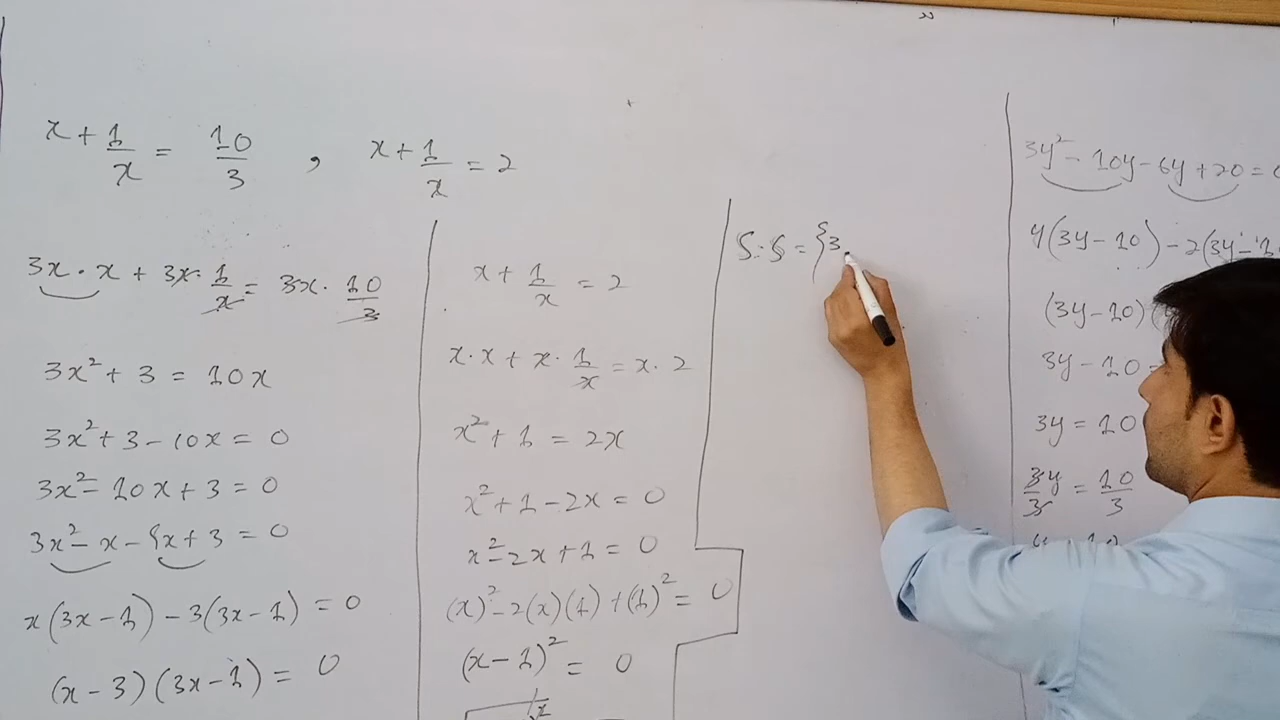 x + 1/x = 10/3 , x + 1/x = 2
3x · x + 3x · 1/x = 3x · 10/3
3x² + 3 = 10x
3x² + 3 - 10x = 0
3x² - 10x + 3 = 0
3x² - x - 9x + 3 = 0
x(3x - 1) - 3(3x - 1) = 0
(x - 3)(3x - 1) = 0
x + 1/x = 2
x · x + x · 1/x = x · 2
x² + 1 = 2x
x² + 1 - 2x = 0
x² - 2x + 1 = 0
(x)² - 2(x)(1) + (1)² = 0
(x - 1)² = 0
S.S = {3,
3y² - 10y - 6y + 20 = 0
y(3y - 10) - 2(3y - 1
(3y - 10)(
3y - 10
3y = 10
3y/3 = 10/3